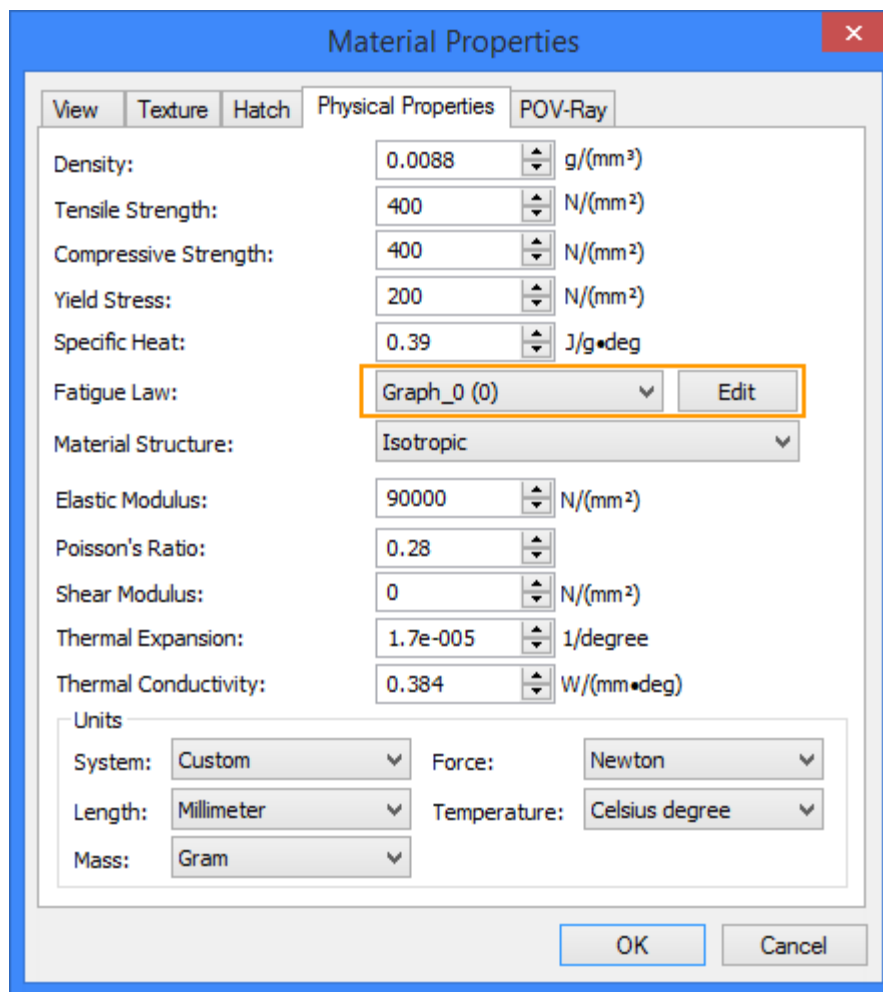 Material Properties
View Texture Hatch Physical Properties POV-Ray
Density: 0.0088 g/(mm³)
Tensile Strength: 400 N/(mm²)
Compressive Strength: 400 N/(mm²)
Yield Stress: 200 N/(mm²)
Specific Heat: 0.39 J/g•deg
Fatigue Law: Graph_0 (0) Edit
Material Structure: Isotropic
Elastic Modulus: 90000 N/(mm²)
Poisson's Ratio: 0.28
Shear Modulus: 0 N/(mm²)
Thermal Expansion: 1.7e-005 1/degree
Thermal Conductivity: 0.384 W/(mm•deg)
Units
System: Custom Force: Newton
Length: Millimeter Temperature: Celsius degree
Mass: Gram
OK Cancel